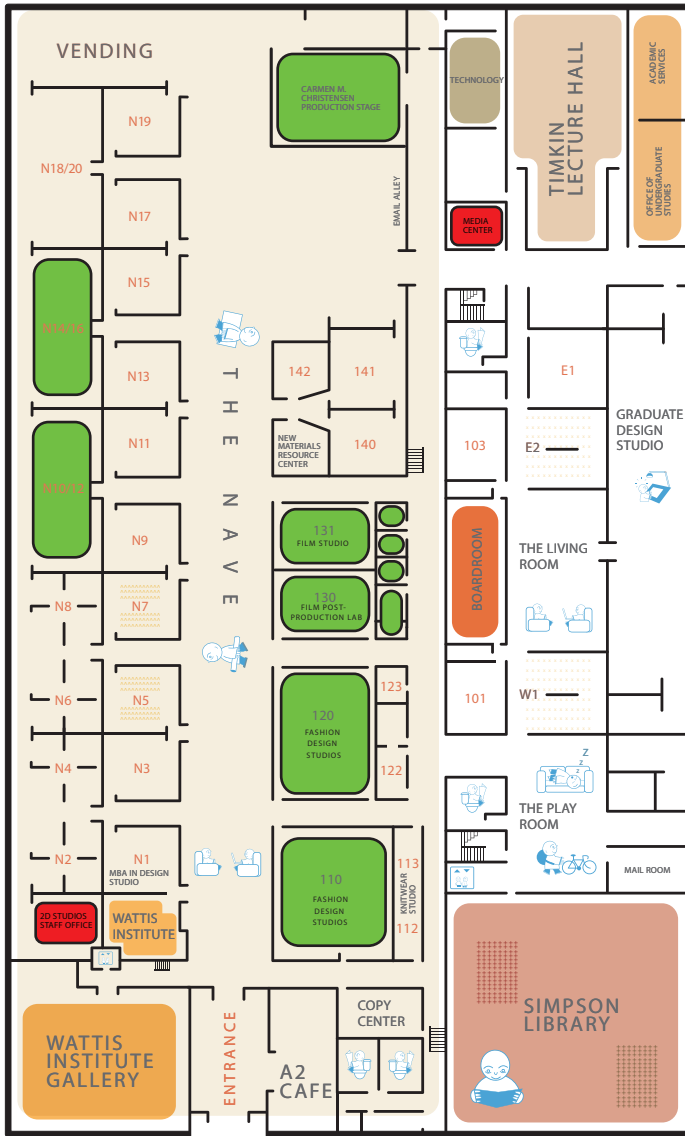 VENDING
CARMEN M.
CHRISTENSEN
PRODUCTION STAGE
TECHNOLOGY
TIMKIN
LECTURE HALL
ACADEMIC
SERVICES
OFFICE OF
UNDERGRADUATE
STUDIES
N19
N18/20
N17
EMAIL ALLEY
MEDIA
CENTER
N15
N14/16
N13
THE NAVE
142
141
E1
N11
NEW
MATERIALS
RESOURCE
CENTER
140
103
E2
GRADUATE
DESIGN
STUDIO
N10/12
N9
131
FILM STUDIO
BOARDROOM
THE LIVING
ROOM
N8
N7
130
FILM POST-
PRODUCTION LAB
N6
N5
123
101
W1
120
FASHION
DESIGN
STUDIOS
N4
N3
122
Z
Z
THE PLAY
ROOM
N2
N1
MBA IN DESIGN
STUDIO
110
FASHION
DESIGN
STUDIOS
113
KNITWEAR
STUDIO
112
MAIL ROOM
2D STUDIOS
STAFF OFFICE
WATTIS
INSTITUTE
WATTIS
INSTITUTE
GALLERY
ENTRANCE
A2
CAFE
COPY
CENTER
SIMPSON
LIBRARY